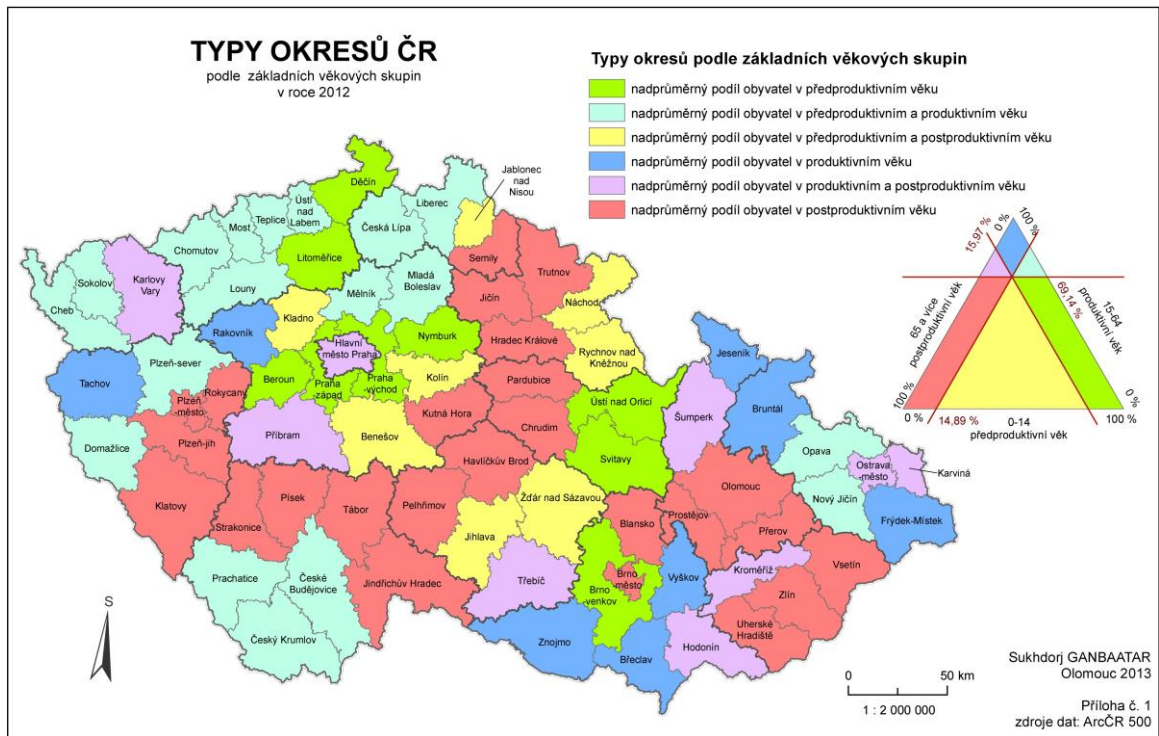 TYPY OKRESŮ ČR
podle základních věkových skupin
v roce 2012
Typy okresů podle základních věkových skupin
nadprůměrný podíl obyvatel v předproduktivním věku
nadprůměrný podíl obyvatel v předproduktivním a produktivním věku
nadprůměrný podíl obyvatel v předproduktivním a postproduktivním věku
nadprůměrný podíl obyvatel v produktivním věku
nadprůměrný podíl obyvatel v produktivním a postproduktivním věku
nadprůměrný podíl obyvatel v postproduktivním věku
15,97 %
0 %
100 %
65 a více
postproduktivní věk
69,14 %
15-64
produktivní věk
100 %
0 %
0 %
14,89 %
0-14
100 %
předproduktivní věk
Děčín
Jablonec
nad
Nisou
Liberec
Ústí
nad
Labem
Teplice
Most
Česká Lípa
Chomutov
Litoměřice
Semily
Trutnov
Sokolov
Karlovy
Vary
Louny
Mělník
Mladá
Boleslav
Jičín
Náchod
Cheb
Rakovník
Kladno
Hlavní
město Praha
Nymburk
Hradec Králové
Rychnov nad
Kněžnou
Jeseník
Tachov
Plzeň-sever
Rokycany
Beroun
Praha
-západ
Praha
-východ
Kolín
Pardubice
Ústí nad Orlicí
Šumperk
Bruntál
Plzeň
-město
Kutná Hora
Chrudim
Domažlice
Plzeň-jih
Příbram
Benešov
Havlíčkův Brod
Svitavy
Opava
Ostrava
-město
Karviná
Klatovy
Písek
Tábor
Pelhřimov
Žďár nad Sázavou
Olomouc
Nový Jičín
Strakonice
Jihlava
Blansko
Prostějov
Přerov
Frýdek-Místek
Prachatice
České
Budějovice
Jindřichův Hradec
Třebíč
Brno
-venkov
Brno
-město
Vyškov
Kroměříž
Vsetín
Zlín
Český Krumlov
Znojmo
Břeclav
Hodonín
Uherské
Hradiště
S
0
50 km
1 : 2 000 000
Sukhdorj GANBAATAR
Olomouc 2013
Příloha č. 1
zdroje dat: ArcČR 500